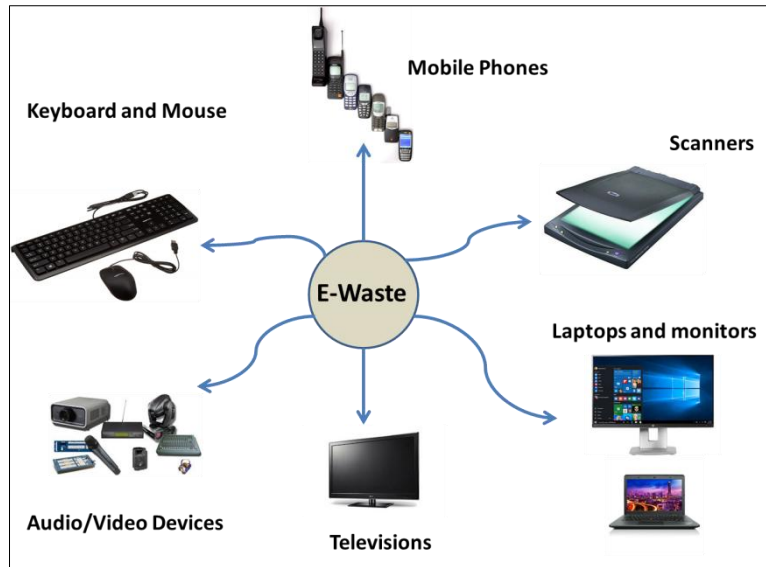 Mobile Phones
Keyboard and Mouse
Scanners
E-Waste
Laptops and monitors
Audio/Video Devices
Televisions